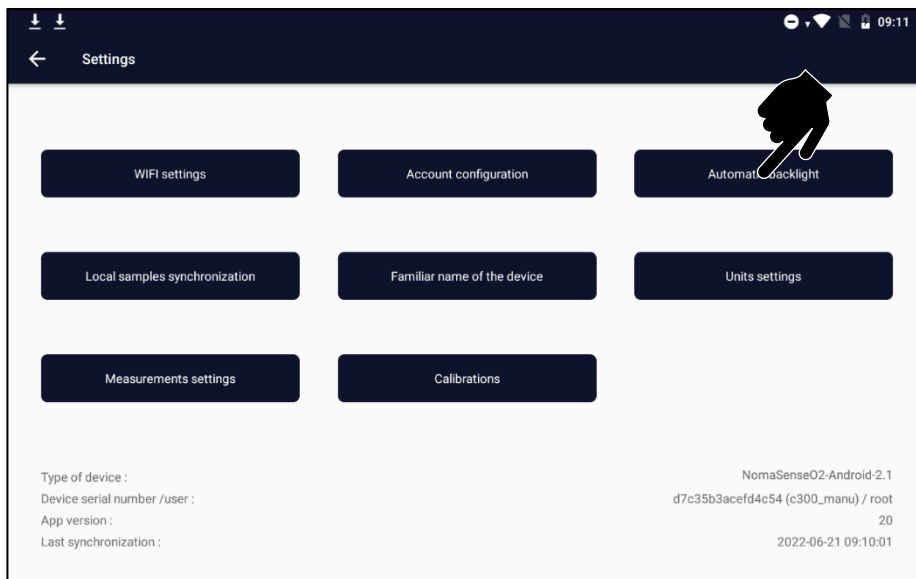 09:11
Settings
WIFI settings Account configuration Automatic backlight
Local samples synchronization Familiar name of the device Units settings
Measurements settings Calibrations
Type of device : NomaSenseO2-Android-2.1
Device serial number /user : d7c35b3acefd4c54 (c300_manu) / root
App version : 20
Last synchronization : 2022-06-21 09:10:01